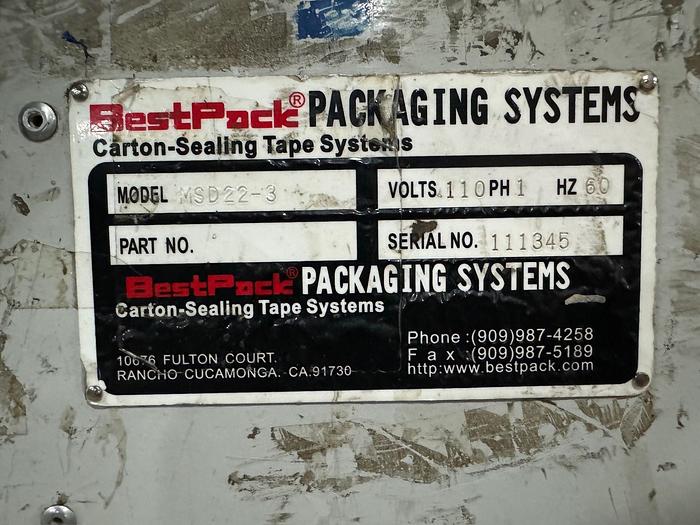 BestPack® PACKAGING SYSTEMS
Carton-Sealing Tape Systems
MODEL MSD22-3
VOLTS 110 PH 1 HZ 60
PART NO.
SERIAL NO. 111345
BestPack® PACKAGING SYSTEMS
Carton-Sealing Tape Systems
10676 FULTON COURT.
RANCHO CUCAMONGA. CA.91730
Phone :(909)987-4258
Fax :(909)987-5189
http:www.bestpack.com